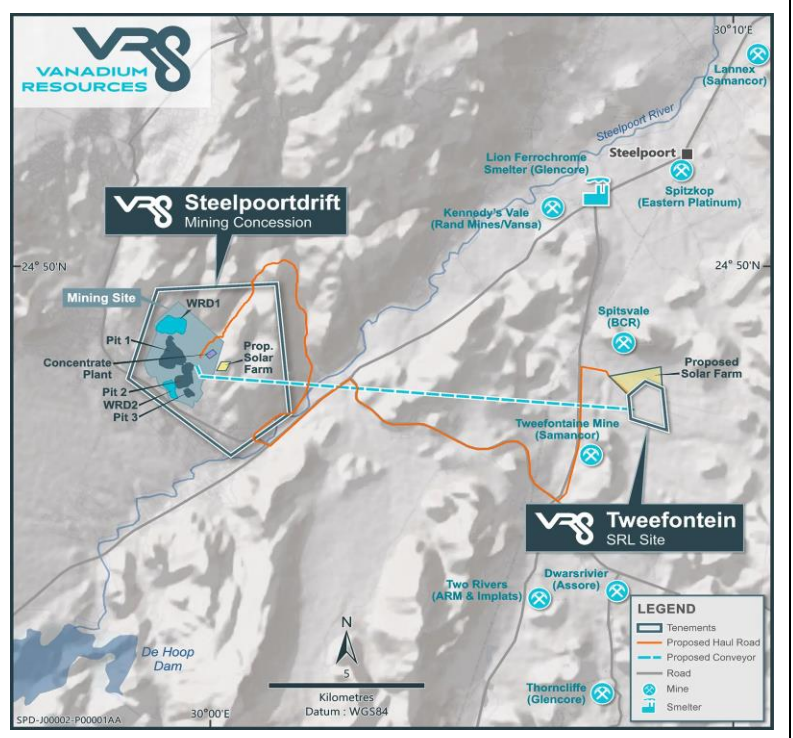 VR8
VANADIUM
RESOURCES
30°10'E
Lannex
(Samancor)
Steelpoort River
Steelpoort
Lion Ferrochrome
Smelter (Glencore)
Spitzkop
(Eastern Platinum)
Kennedy's Vale
(Rand Mines/Vansa)
VR8 Steelpoortdrift
Mining Concession
24° 50'N
24° 50'N
Mining Site
WRD1
Pit 1
Concentrate
Plant
Prop.
Solar
Farm
Pit 2
WRD2
Pit 3
Spitsvale
(BCR)
Proposed
Solar Farm
Tweefontaine Mine
(Samancor)
VR8 Tweefontein
SRL Site
Two Rivers
(ARM & Implats)
Dwarsrivier
(Assore)
Thorncliffe
(Glencore)
De Hoop
Dam
N
5
Kilometres
Datum : WGS84
SPD-J00002-P00001AA
30°00'E
LEGEND
Tenements
Proposed Haul Road
Proposed Conveyor
Road
Mine
Smelter